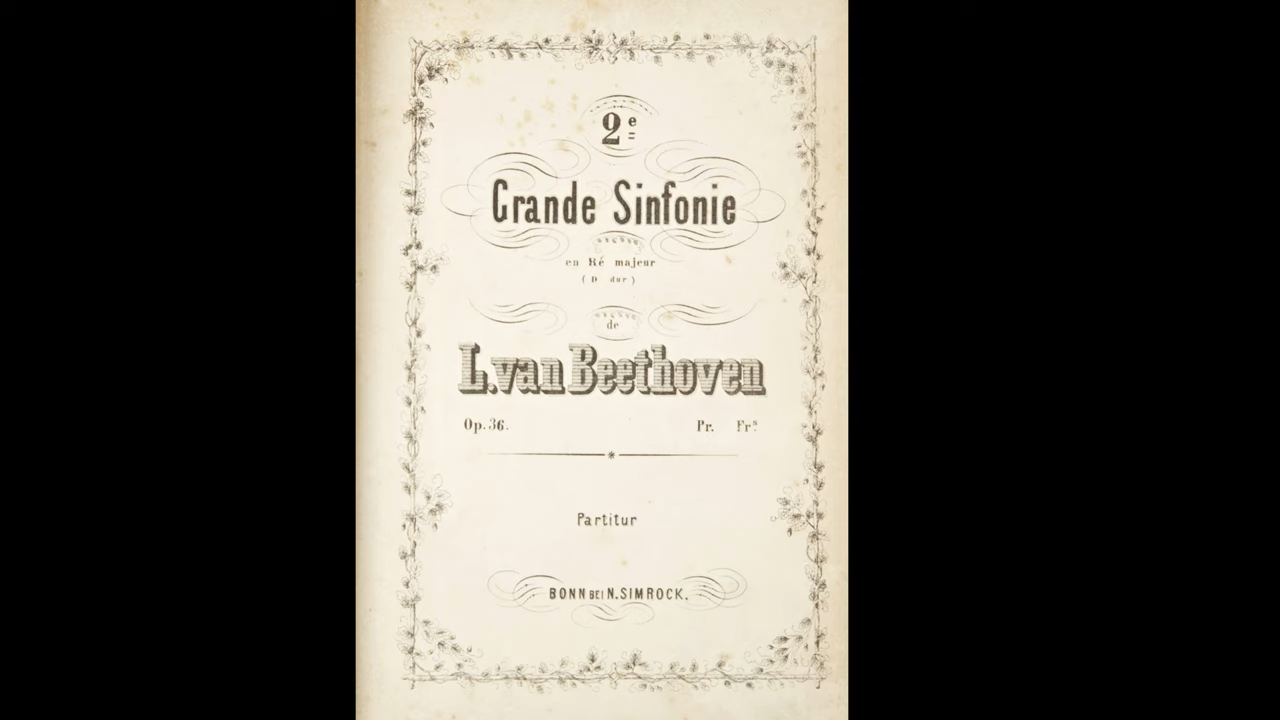 2e
Grande Sinfonie
en Ré majeur
( D dur )
de
L. van Beethoven
Op. 36.
Pr. Frs.
Partitur
BONN BEI N. SIMROCK.